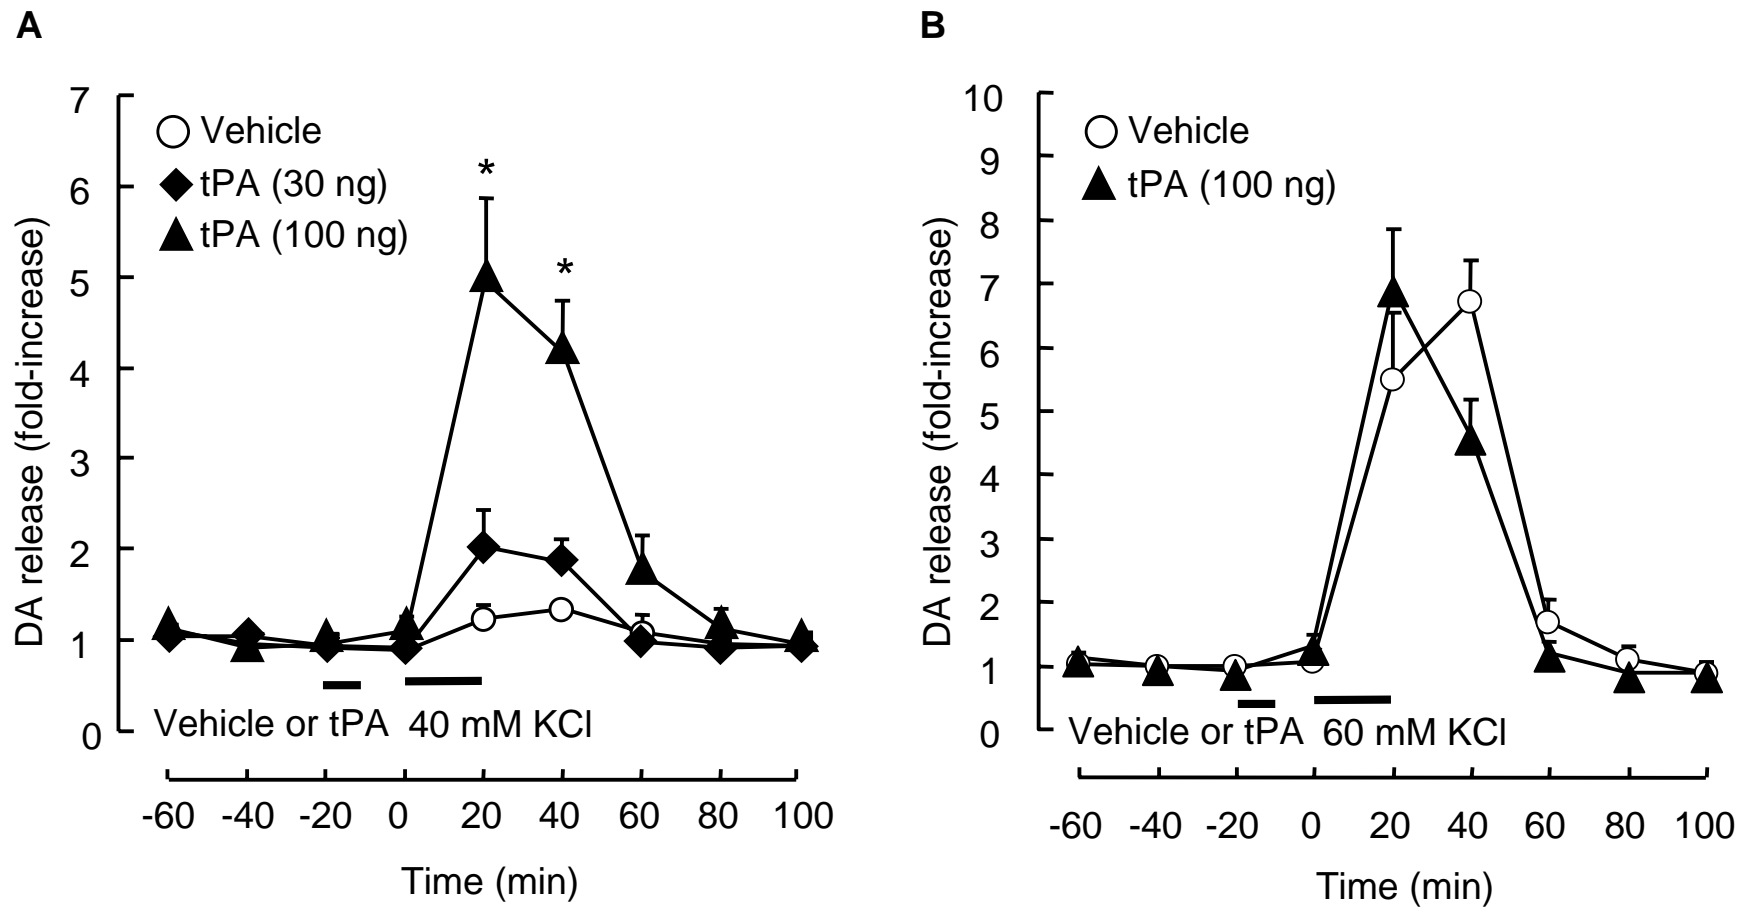 A
7
6
5
4
3
2
1
0
DA release (fold-increase)
Vehicle
tPA (30 ng)
tPA (100 ng)
*
*
Vehicle or tPA 40 mM KCl
-60 -40 -20 0 20 40 60 80 100
Time (min)
B
10
9
8
7
6
5
4
3
2
1
0
DA release (fold-increase)
Vehicle
tPA (100 ng)
Vehicle or tPA 60 mM KCl
-60 -40 -20 0 20 40 60 80 100
Time (min)